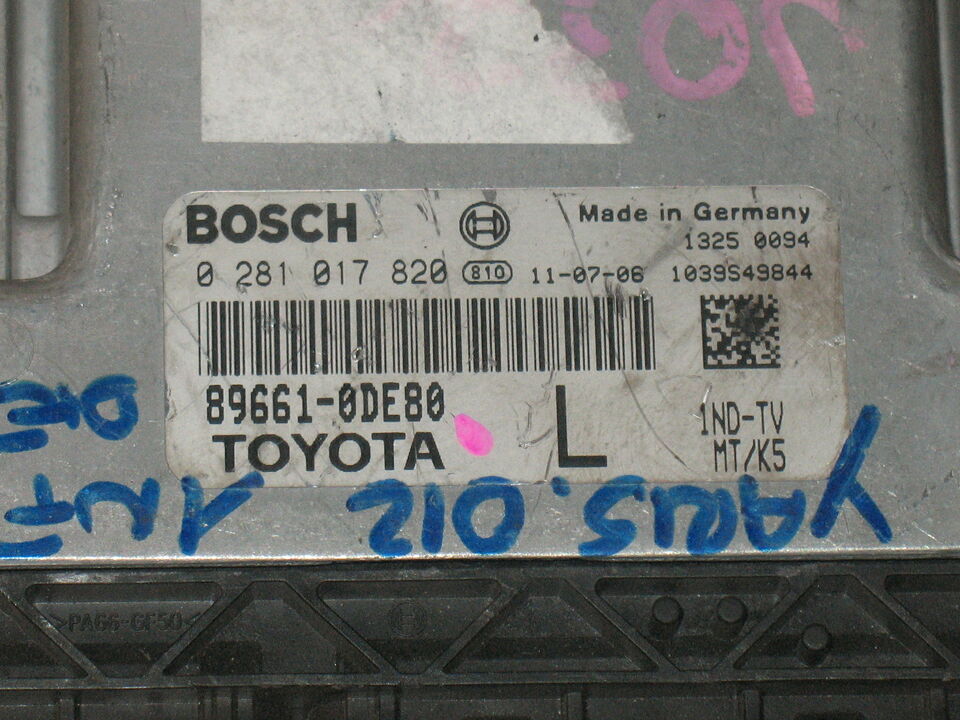 BOSCH
Made in Germany
1325 0094
0 281 017 820 810 11-07-06 1039S49844
89661-0DE80
TOYOTA
L
1ND-TV
MT/K5
YARIS. 012
>PA66-GF50<